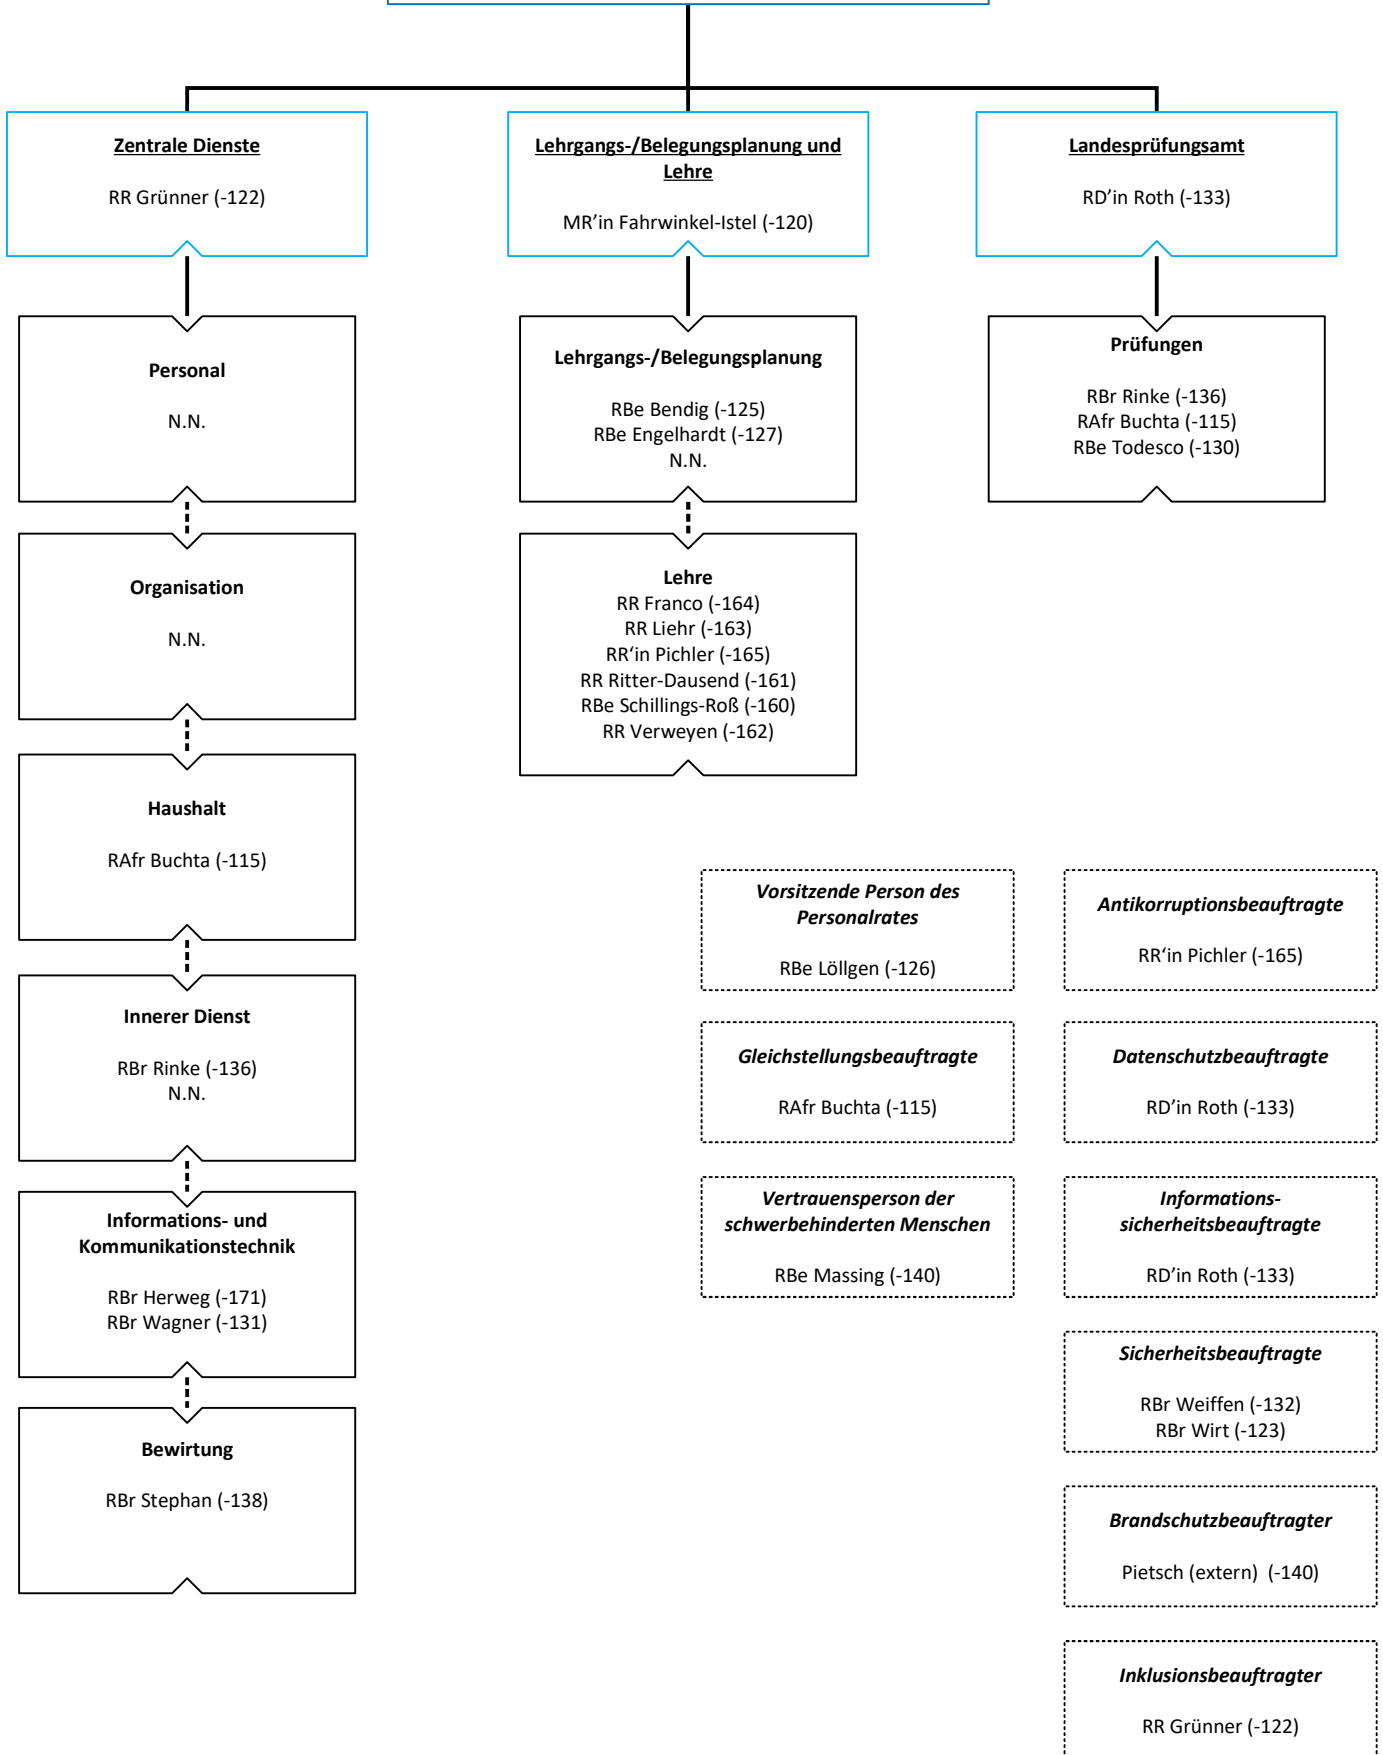 Zentrale Dienste
RR Grünner (-122)
Lehrgangs-/Belegungsplanung und
Lehre
MR’in Fahrwinkel-Istel (-120)
Landesprüfungsamt
RD’in Roth (-133)
Personal
N.N.
Organisation
N.N.
Haushalt
RAfr Buchta (-115)
Innerer Dienst
RBr Rinke (-136)
N.N.
Informations- und
Kommunikationstechnik
RBr Herweg (-171)
RBr Wagner (-131)
Bewirtung
RBr Stephan (-138)
Lehrgangs-/Belegungsplanung
RBe Bendig (-125)
RBe Engelhardt (-127)
N.N.
Lehre
RR Franco (-164)
RR Liehr (-163)
RR‘in Pichler (-165)
RR Ritter-Dausend (-161)
RBe Schillings-Roß (-160)
RR Verweyen (-162)
Prüfungen
RBr Rinke (-136)
RAfr Buchta (-115)
RBe Todesco (-130)
Vorsitzende Person des
Personalrates
RBe Löllgen (-126)
Gleichstellungsbeauftragte
RAfr Buchta (-115)
Vertrauensperson der
schwerbehinderten Menschen
RBe Massing (-140)
Antikorruptionsbeauftragte
RR‘in Pichler (-165)
Datenschutzbeauftragte
RD’in Roth (-133)
Informations-
sicherheitsbeauftragte
RD’in Roth (-133)
Sicherheitsbeauftragte
RBr Weiffen (-132)
RBr Wirt (-123)
Brandschutzbeauftragter
Pietsch (extern)  (-140)
Inklusionsbeauftragter
RR Grünner (-122)